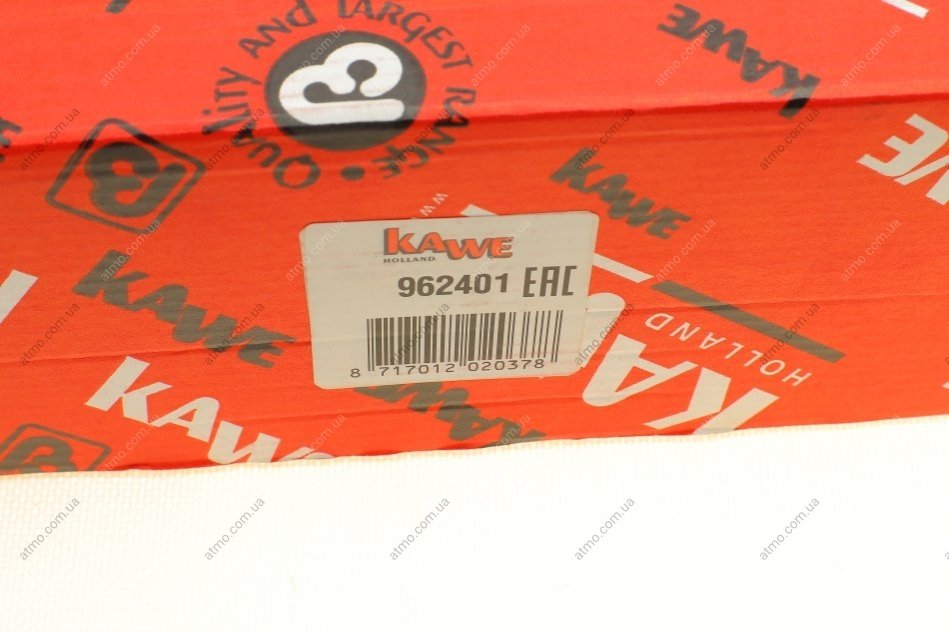 QUALITY AND LARGEST RANGE
KAWE
KAWE
KAWE
HOLLAND
962401 EAC
8 717012 020378
KAWE
KAWE
HOLLAND
KA
atmo.com.ua